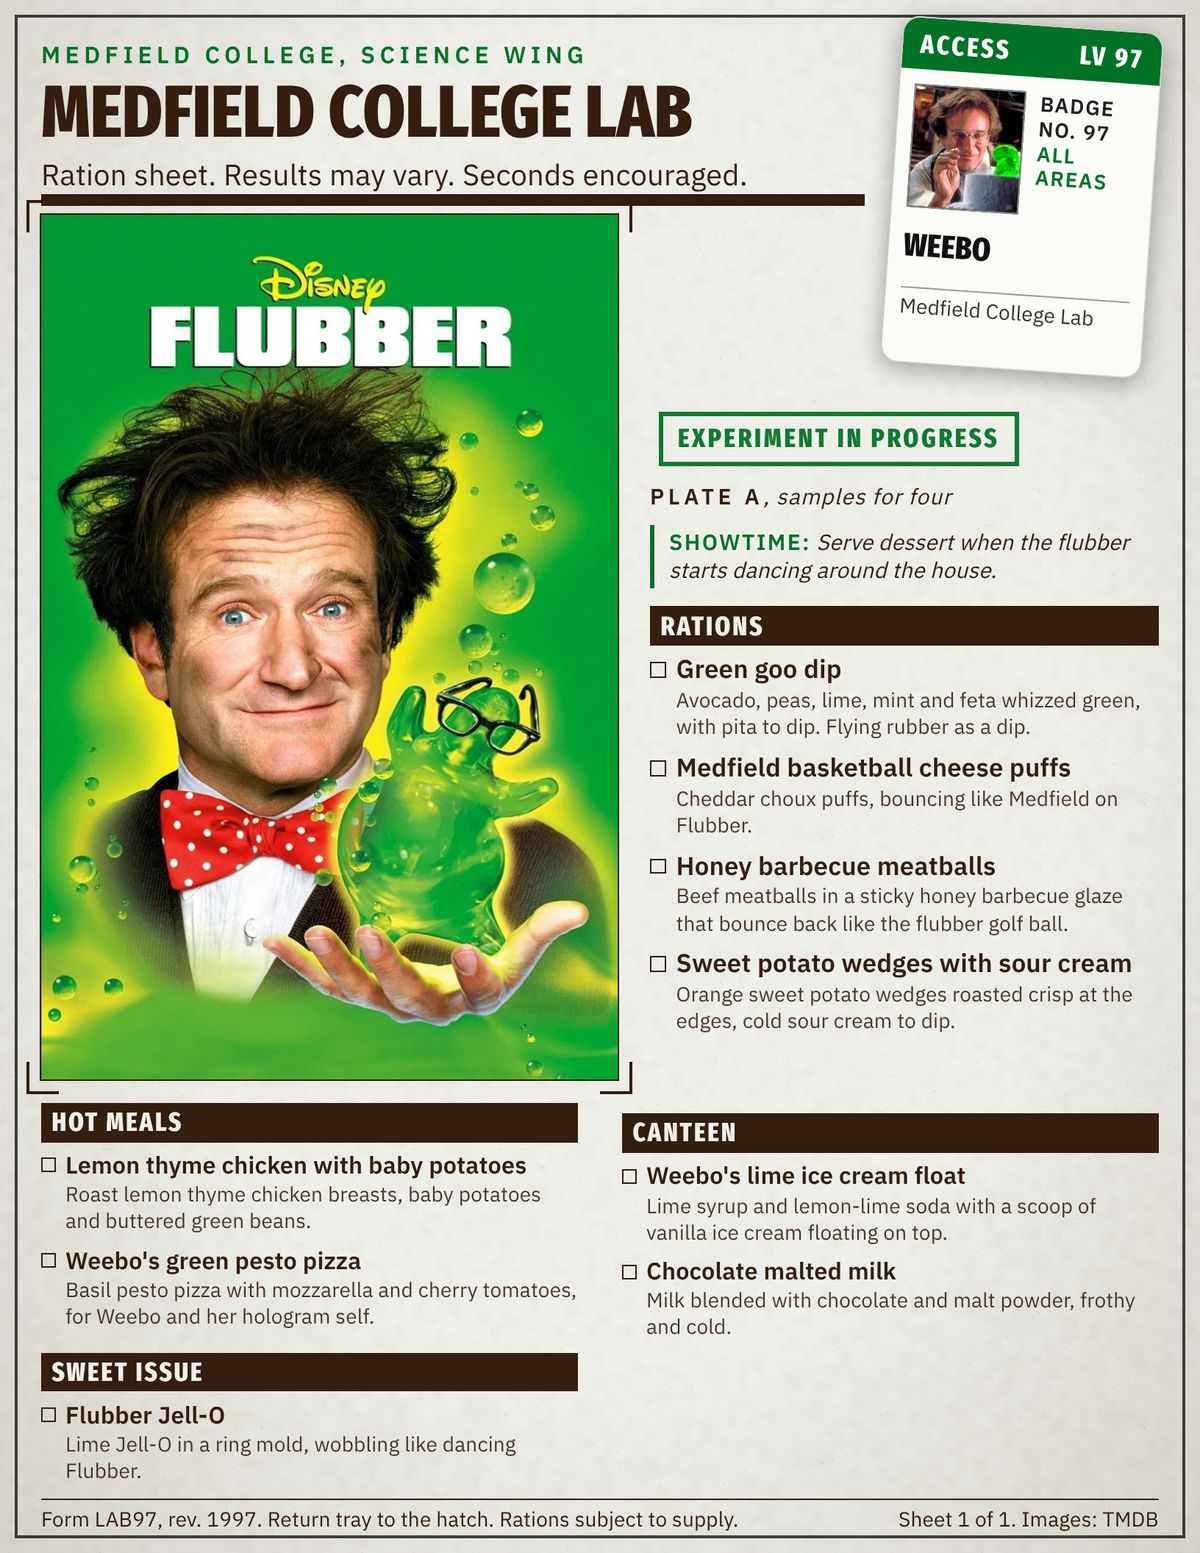 MEDFIELD COLLEGE, SCIENCE WING
MEDFIELD COLLEGE LAB
Ration sheet. Results may vary. Seconds encouraged.
ACCESS LV 97
BADGE
NO. 97
ALL
AREAS
WEEBO
Medfield College Lab
Disney
FLUBBER
EXPERIMENT IN PROGRESS
PLATE A, samples for four
SHOWTIME: Serve dessert when the flubber
starts dancing around the house.
RATIONS
Green goo dip
Avocado, peas, lime, mint and feta whizzed green,
with pita to dip. Flying rubber as a dip.
Medfield basketball cheese puffs
Cheddar choux puffs, bouncing like Medfield on
Flubber.
Honey barbecue meatballs
Beef meatballs in a sticky honey barbecue glaze
that bounce back like the flubber golf ball.
Sweet potato wedges with sour cream
Orange sweet potato wedges roasted crisp at the
edges, cold sour cream to dip.
HOT MEALS
Lemon thyme chicken with baby potatoes
Roast lemon thyme chicken breasts, baby potatoes
and buttered green beans.
Weebo's green pesto pizza
Basil pesto pizza with mozzarella and cherry tomatoes,
for Weebo and her hologram self.
SWEET ISSUE
Flubber Jell-O
Lime Jell-O in a ring mold, wobbling like dancing
Flubber.
CANTEEN
Weebo's lime ice cream float
Lime syrup and lemon-lime soda with a scoop of
vanilla ice cream floating on top.
Chocolate malted milk
Milk blended with chocolate and malt powder, frothy
and cold.
Form LAB97, rev. 1997. Return tray to the hatch. Rations subject to supply.
Sheet 1 of 1. Images: TMDB